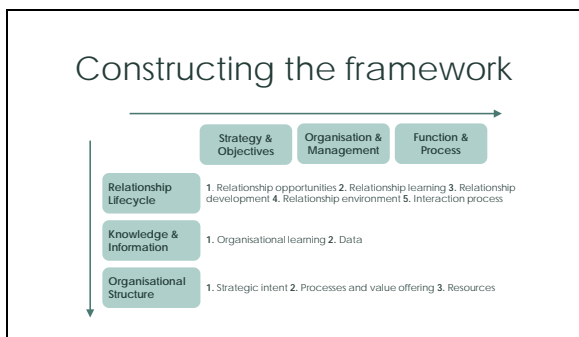 Constructing the framework
Strategy &
Objectives
Organisation &
Management
Function &
Process
Relationship
Lifecycle
1. Relationship opportunities 2. Relationship learning 3. Relationship
development 4. Relationship environment 5. Interaction process
Knowledge &
Information
1. Organisational learning 2. Data
Organisational
Structure
1. Strategic intent 2. Processes and value offering 3. Resources